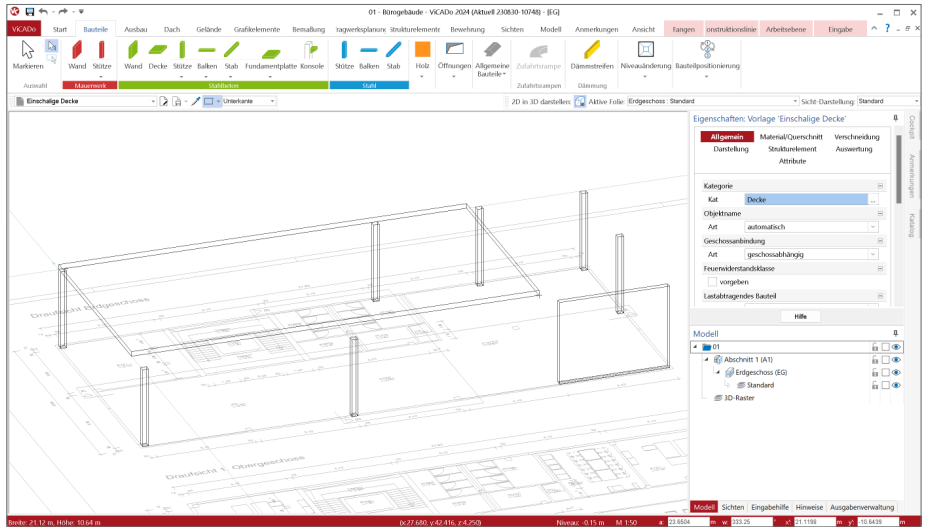 01 - Bürogebäude - ViCADo 2024 (Aktuell 230830-10748) - [EG]
ViCADo Start Bauteile Ausbau Dach Gelände Grafikelemente Bemaßung ragwerksplanung Strukturelemente Bewehrung Sichten Modell Anmerkungen Ansicht Fangen onstruktionslinie Arbeitsebene Eingabe
Markieren Wand Stütze Wand Decke Stütze Balken Stab Fundamentplatte Konsole Stütze Balken Stab Holz Öffnungen Allgemeine Bauteile Zufahrtsrampe Dämmstreifen Niveauänderung Bauteilpositionierung
Auswahl Mauerwerk Stahlbeton Stahl Zufahrtsrampen Dämmung
Einschalige Decke Unterkante 2D in 3D darstellen: Aktive Folie: Erdgeschoss : Standard Sicht-Darstellung: Standard
Draufsicht Erdgeschoss
Draufsicht 1. Obergeschoss
Eigenschaften: Vorlage 'Einschalige Decke'
Allgemein Material/Querschnitt Verschneidung
Darstellung Strukturelement Auswertung
Attribute
Kategorie
Kat Decke ...
Objektname
Art automatisch
Geschossanbindung
Art geschossabhängig
Feuerwiderstandsklasse
vorgeben
Lastabtragendes Bauteil
Hilfe
Modell
01
Abschnitt 1 (A1)
Erdgeschoss (EG)
Standard
3D-Raster
Modell Sichten Eingabehilfe Hinweise Ausgabenverwaltung
Cockpit
Anmerkungen
Katalog
Breite: 21.12 m, Höhe: 10.64 m (x:27.680, y:42.416, z:4.250) Niveau: -0.15 m M 1:50 a: 23.6504 m w: 333.25 ° x': 21.1199 m y': -10.6439 m